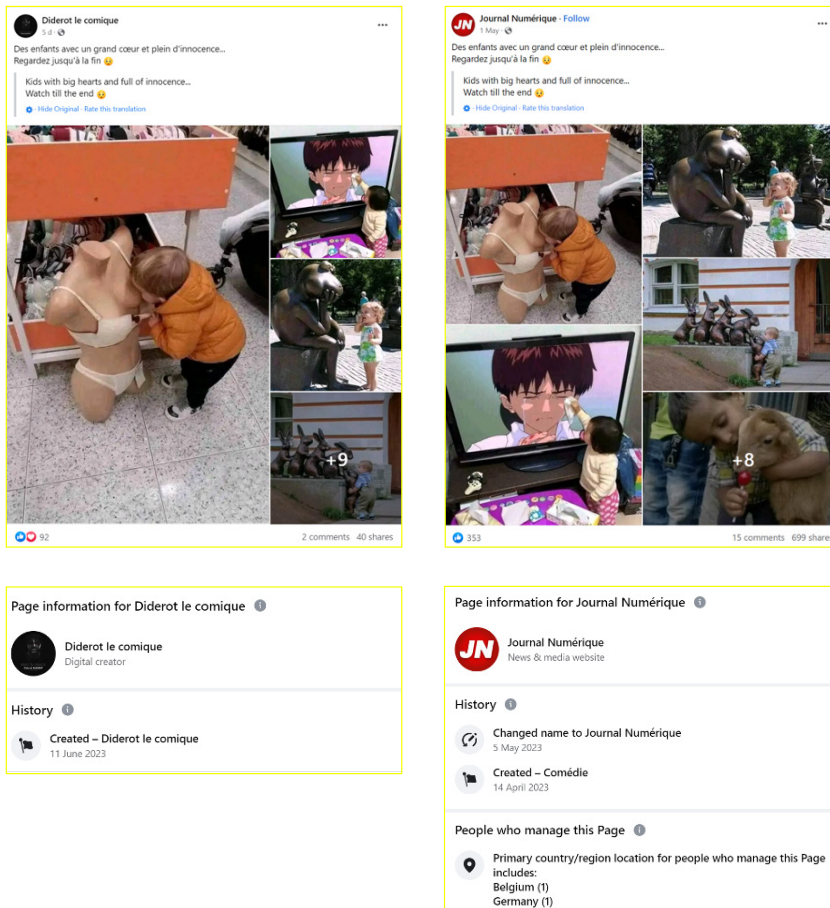 Diderot le comique
5 d ·
Des enfants avec un grand cœur et plein d'innocence...
Regardez jusqu'à la fin 😥
Kids with big hearts and full of innocence...
Watch till the end 😥
· Hide Original · Rate this translation
+9
92
2 comments 40 shares
JN
Journal Numérique · Follow
1 May ·
Des enfants avec un grand cœur et plein d'innocence...
Regardez jusqu'à la fin 😥
Kids with big hearts and full of innocence...
Watch till the end 😥
· Hide Original · Rate this translation
+8
353
15 comments 699 share
Page information for Diderot le comique
Diderot le comique
Digital creator
History
Created – Diderot le comique
11 June 2023
Page information for Journal Numérique
JN
Journal Numérique
News & media website
History
Changed name to Journal Numérique
5 May 2023
Created – Comédie
14 April 2023
People who manage this Page
Primary country/region location for people who manage this Page
includes:
Belgium (1)
Germany (1)